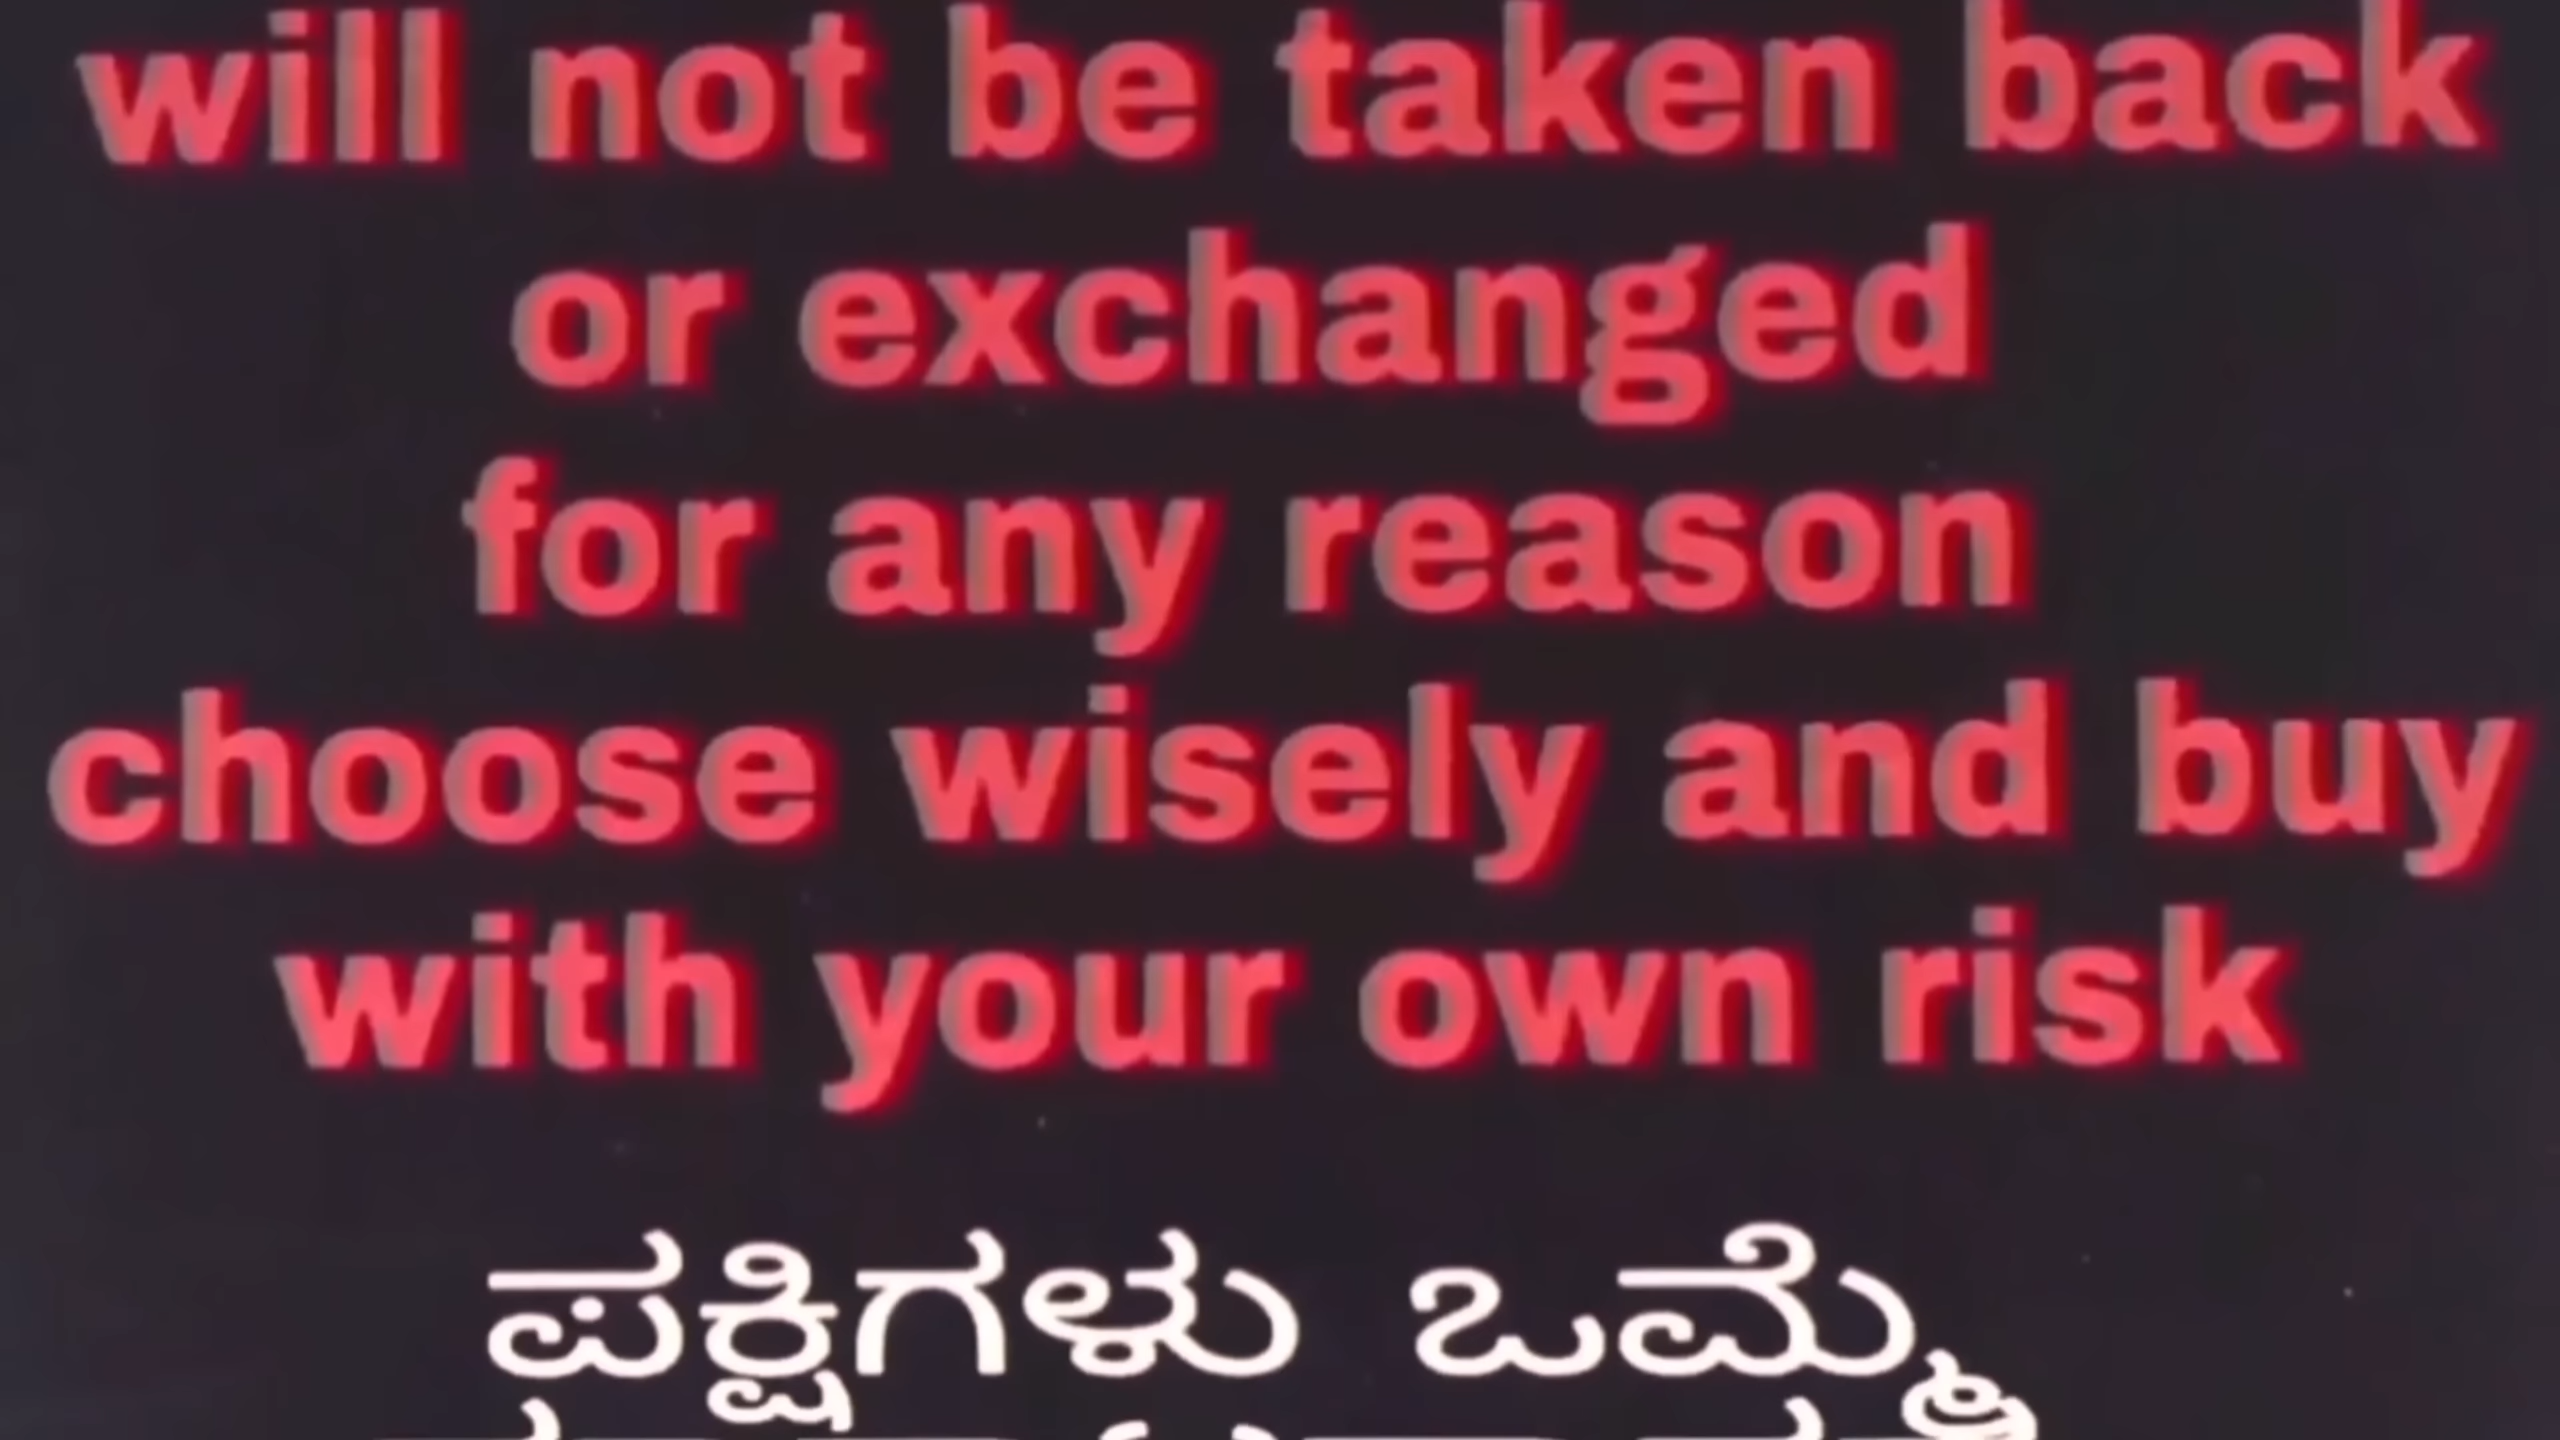 will not be taken back
or exchanged
for any reason
choose wisely and buy
with your own risk
ಪಕ್ಷಿಗಳು ಒಮ್ಮೆ